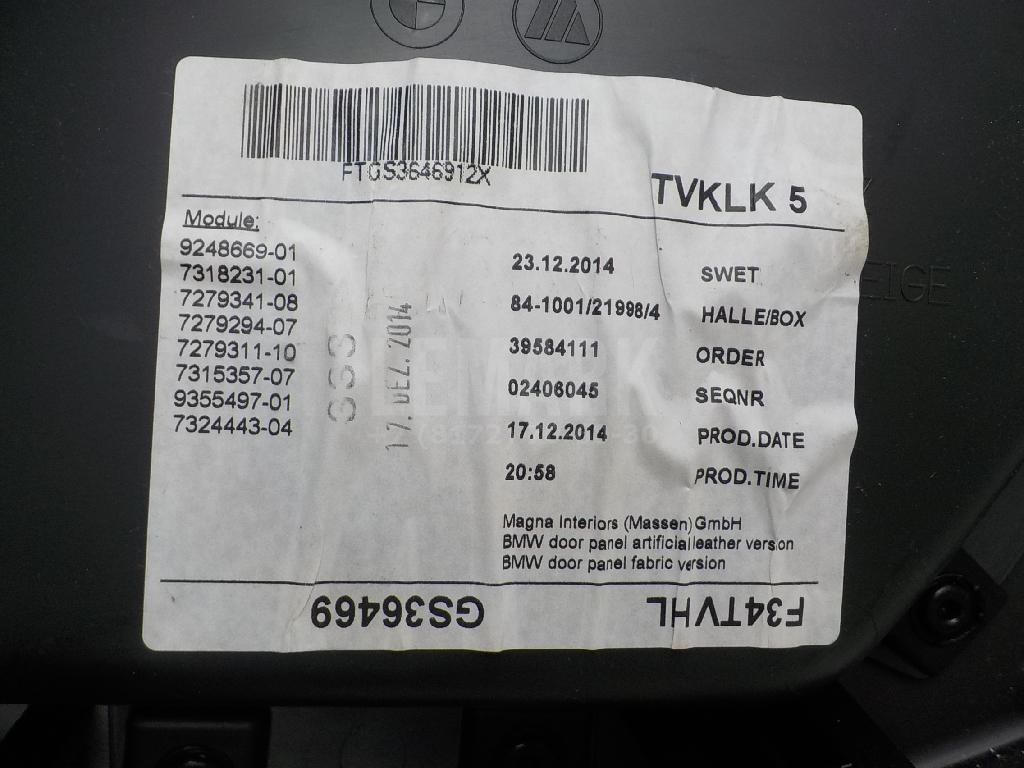 FTGS3646912X
TVKLK 5
Module:
9248669-01
7318231-01
7279341-08
7279294-07
7279311-10
7315357-07
9355497-01
7324443-04
17. DEZ. 2014
23.12.2014 SWET
84-1001/21998/4 HALLE/BOX
39584111 ORDER
02406045 SEQNR
17.12.2014 PROD.DATE
20:58 PROD.TIME
Magna Interiors (Massen) GmbH
BMW door panel artificial leather version
BMW door panel fabric version
GS36469
F34TVHL